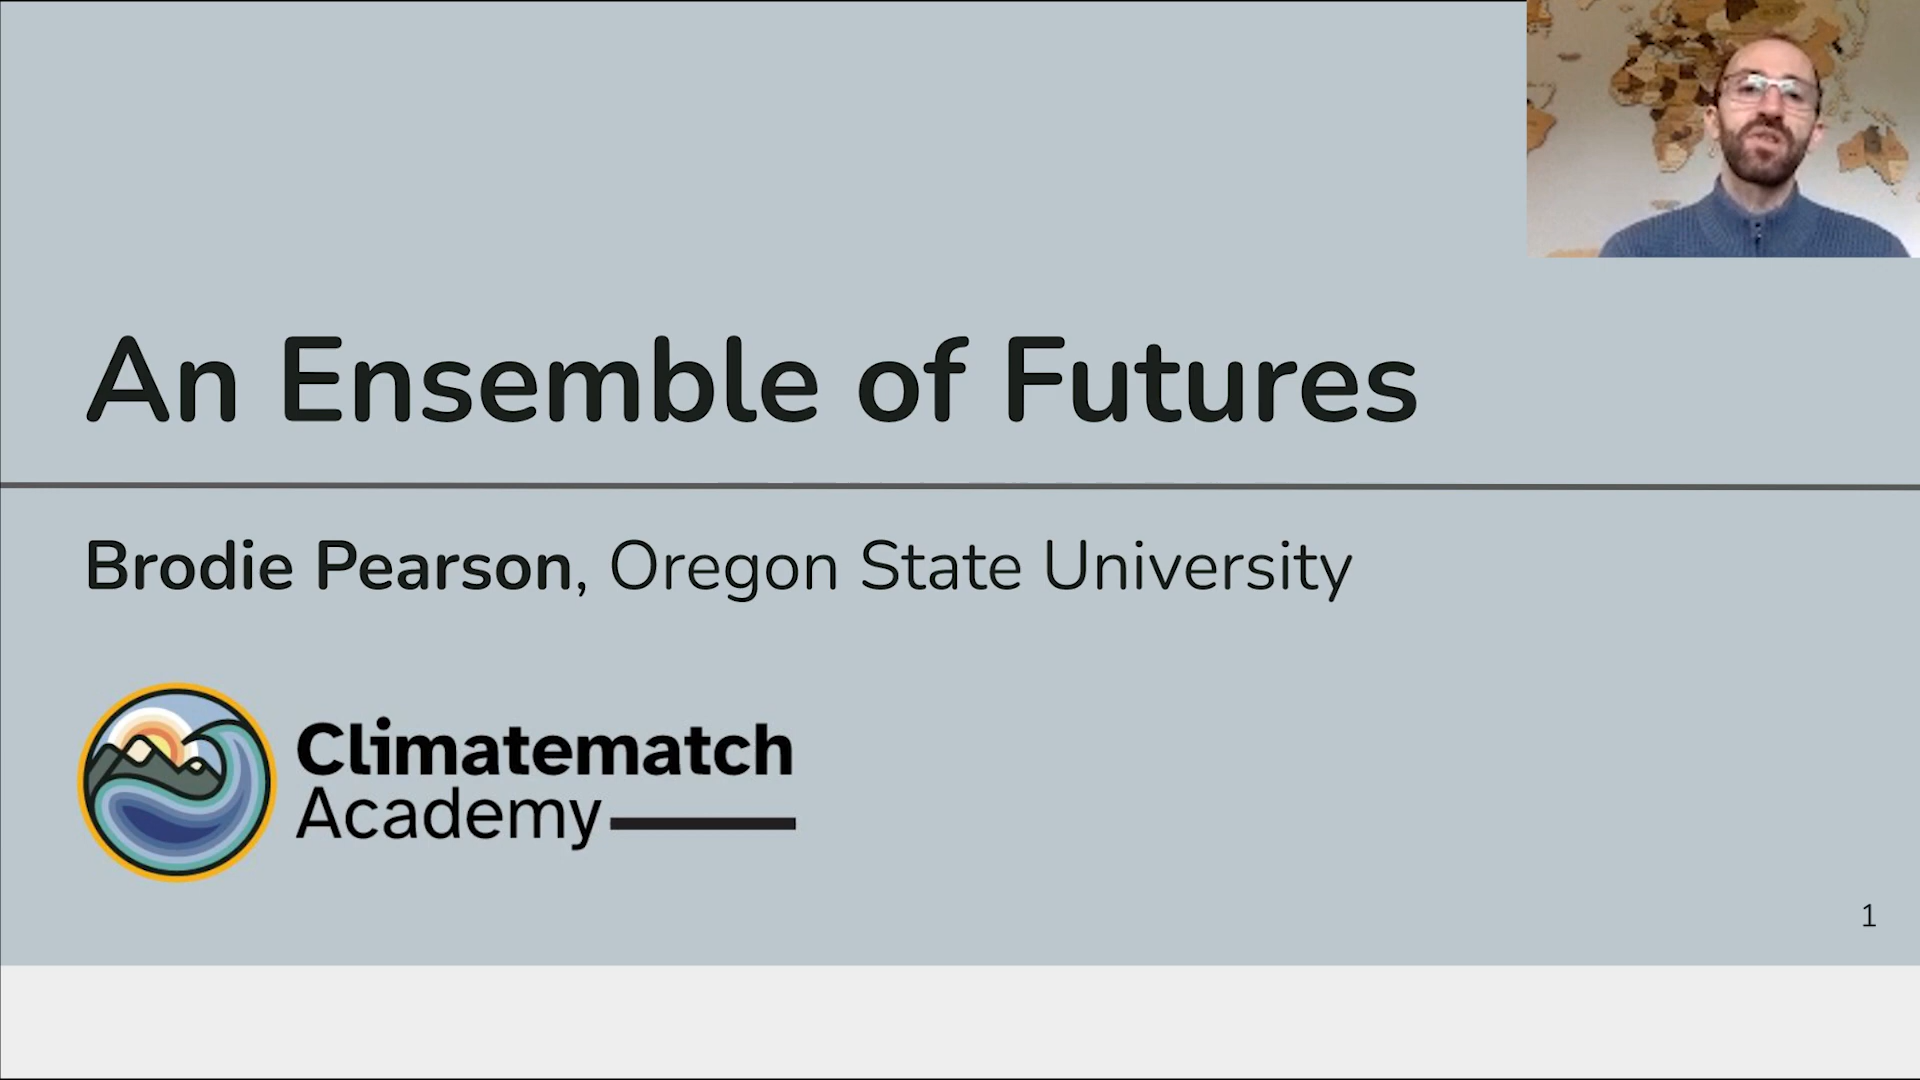 An Ensemble of Futures
Brodie Pearson, Oregon State University
Climatematch
Academy
1